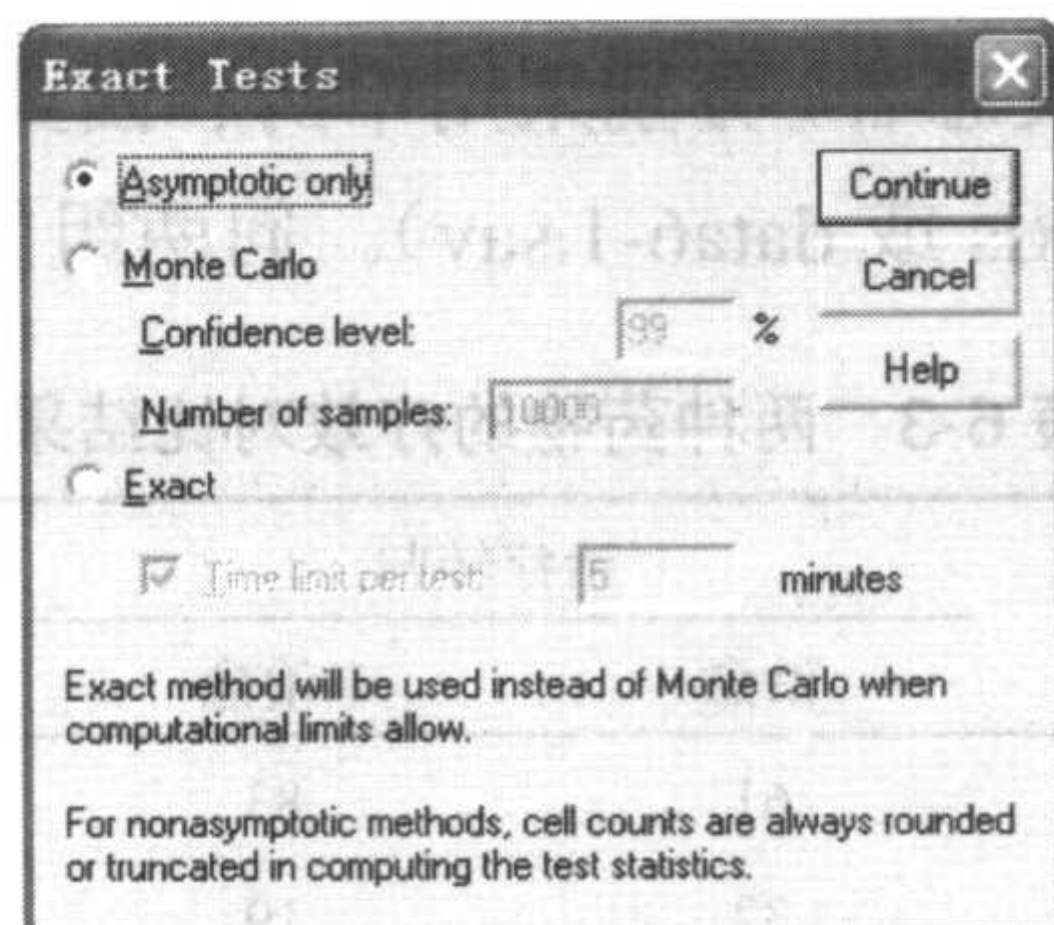 Exact Tests
Asymptotic only
Continue
Monte Carlo
Cancel
Confidence level:
99 %
Help
Number of samples: 10000
Exact
Time limit per test: 5 minutes
Exact method will be used instead of Monte Carlo when
computational limits allow.
For nonasymptotic methods, cell counts are always rounded
or truncated in computing the test statistics.